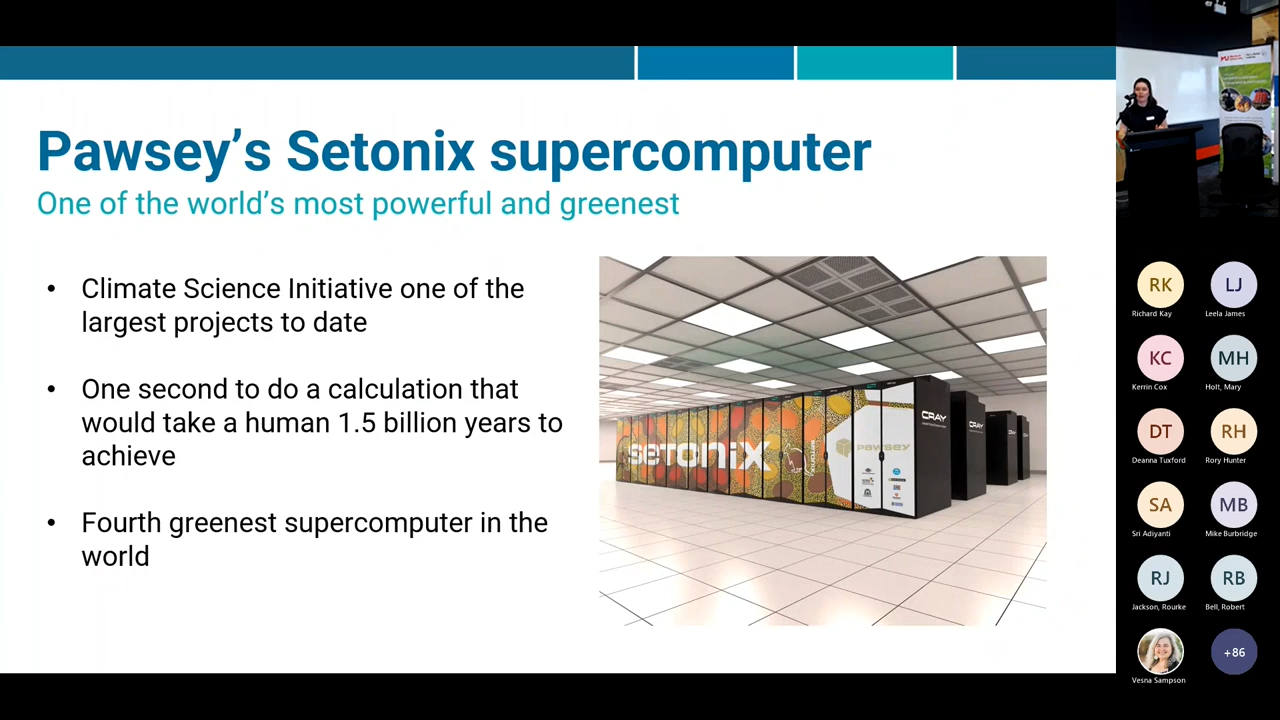 Pawsey’s Setonix supercomputer
One of the world’s most powerful and greenest
• Climate Science Initiative one of the
largest projects to date
• One second to do a calculation that
would take a human 1.5 billion years to
achieve
• Fourth greenest supercomputer in the
world
SETONIX
SETONIX
PAWSEY
CRAY
CRAY
CRAY
RK
LJ
Richard Kay
Leela James
KC
MH
Kerrin Cox
Holt, Mary
DT
RH
Deanna Tuxford
Rory Hunter
SA
MB
Sri Adiyanti
Mike Burbridge
RJ
RB
Jackson, Rourke
Bell, Robert
+86
Vesna Sampson